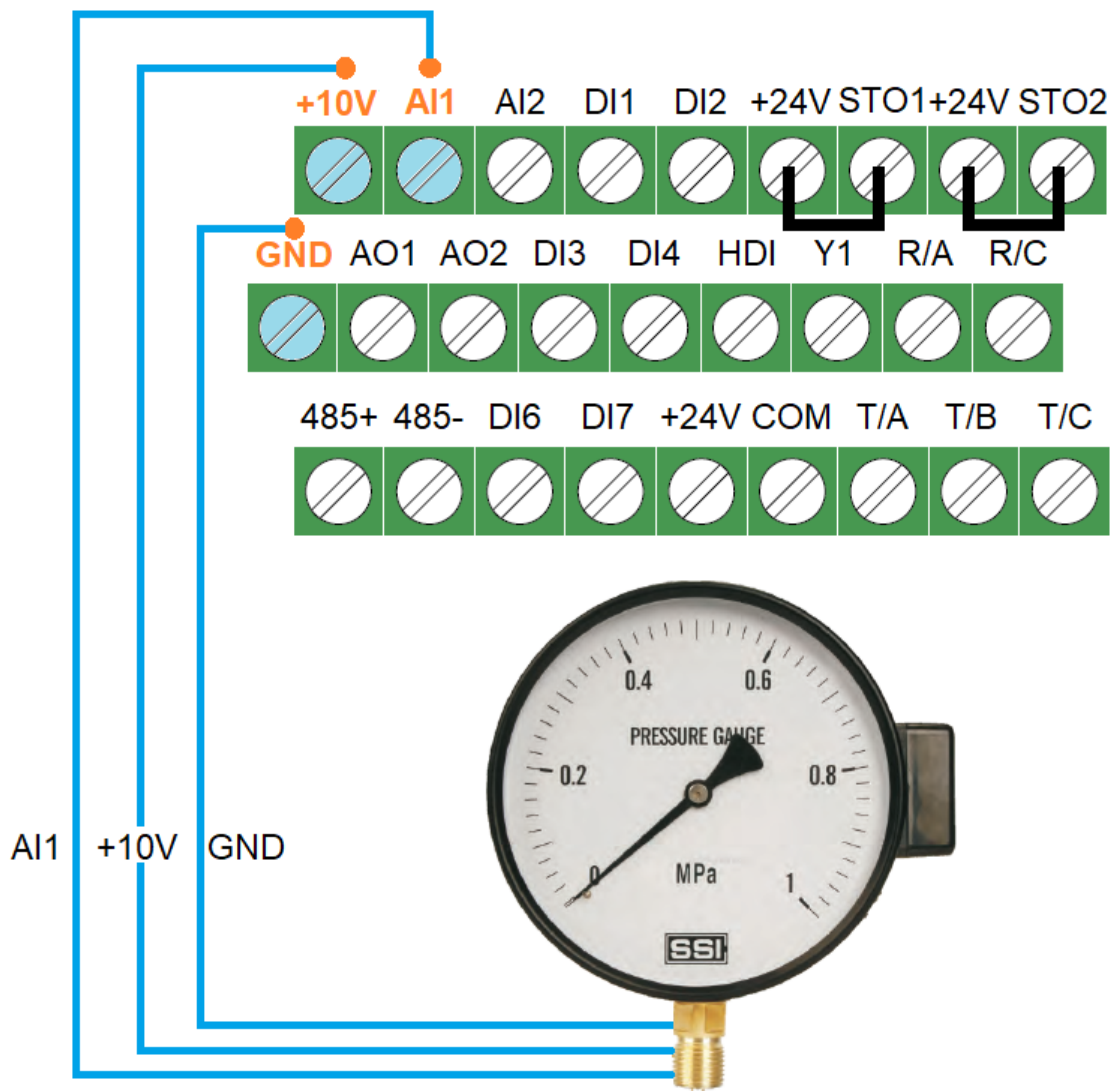 +10V AI1 AI2 DI1 DI2 +24V STO1 +24V STO2
GND AO1 AO2 DI3 DI4 HDI Y1 R/A R/C
485+ 485- DI6 DI7 +24V COM T/A T/B T/C
0.4 0.6
PRESSURE GAUGE
0.2 0.8
AI1 +10V GND
0 MPa 1
SSI